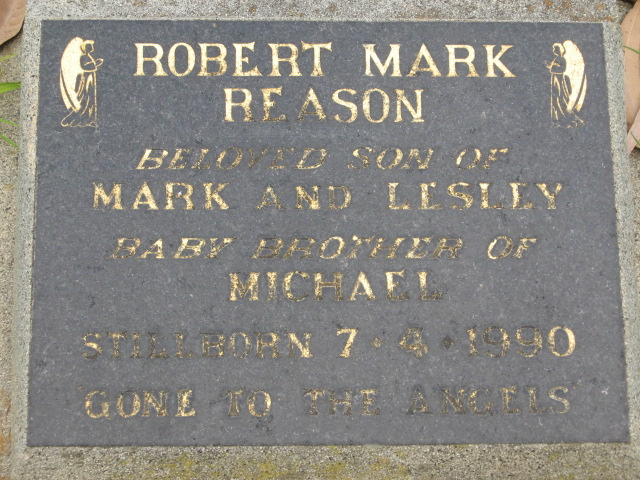 ROBERT MARK
REASON
BELOVED SON OF
MARK AND LESLEY
BABY BROTHER OF
MICHAEL
STILLBORN 7 · 4 · 1990
'GONE TO THE ANGELS'